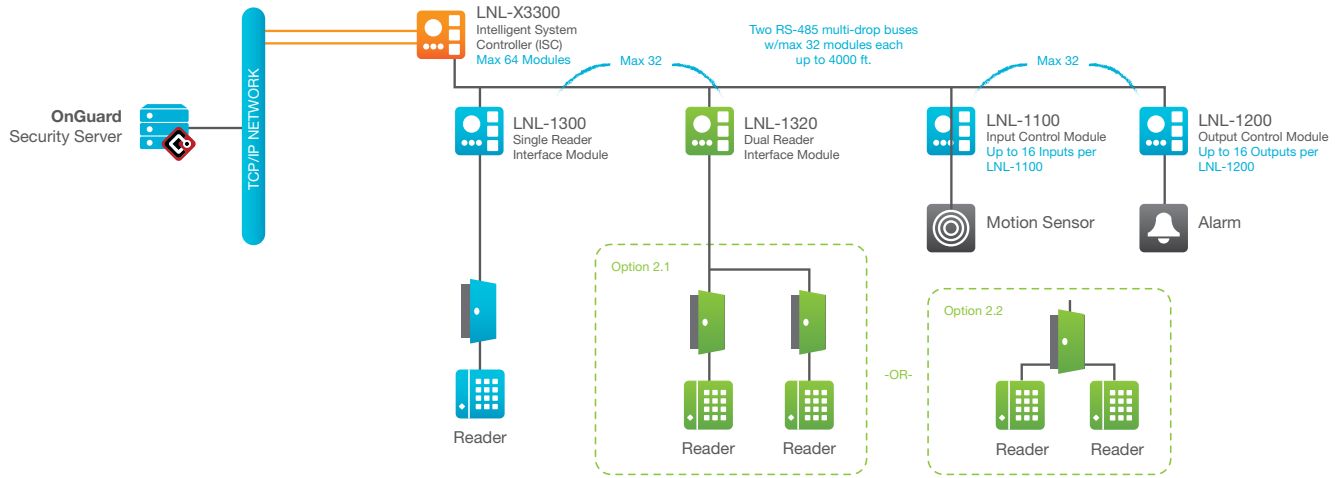 LNL-X3300
Intelligent System
Controller (ISC)
Max 64 Modules
Two RS-485 multi-drop buses
w/max 32 modules each
up to 4000 ft.
Max 32
Max 32
OnGuard
Security Server
TCP/IP NETWORK
LNL-1300
Single Reader
Interface Module
LNL-1320
Dual Reader
Interface Module
LNL-1100
Input Control Module
Up to 16 Inputs per
LNL-1100
LNL-1200
Output Control Module
Up to 16 Outputs per
LNL-1200
Motion Sensor
Alarm
Option 2.1
Option 2.2
-OR-
Reader
Reader
Reader
Reader
Reader